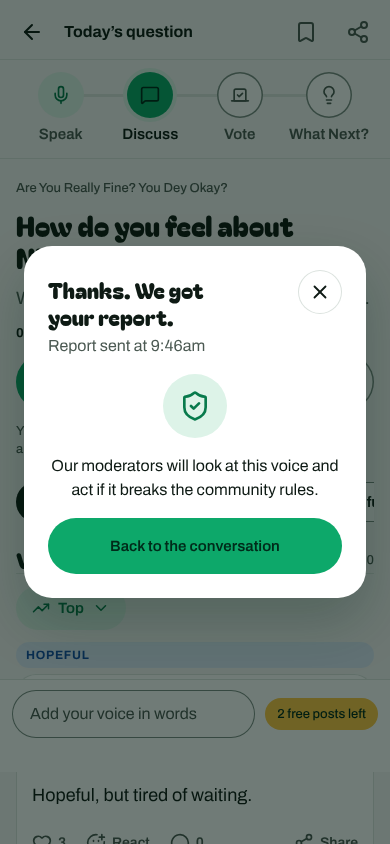 Today's question
Speak
Discuss
Vote
What Next?
Are You Really Fine? You Dey Okay?
How do you feel about
Thanks. We got
your report.
Report sent at 9:46am
Our moderators will look at this voice and
act if it breaks the community rules.
Back to the conversation
Top
HOPEFUL
Add your voice in words
2 free posts left
Hopeful, but tired of waiting.
3
React
0
Share